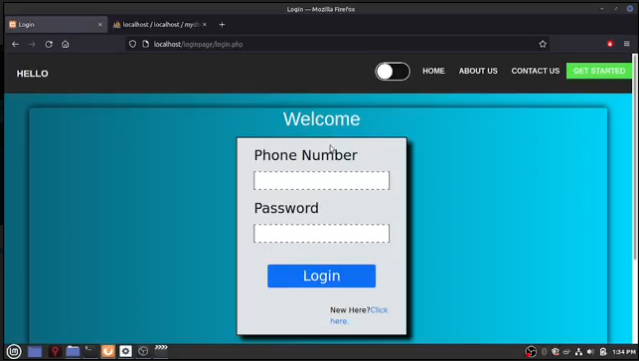 Login — Mozilla Firefox
Login
localhost / localhost / mydb
localhost/loginpage/login.php
HELLO
HOME
ABOUT US
CONTACT US
GET STARTED
Welcome
Phone Number
Password
Login
New Here?Click
here.
1:34 PM